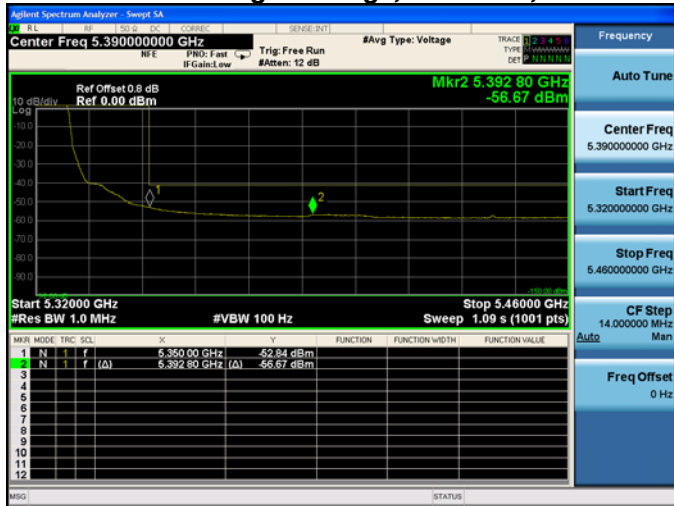 Agilent Spectrum Analyzer - Swept SA
RL RF 50 Ω DC CORREC SENSE:INT
Center Freq 5.390000000 GHz
NFE PNO: Fast IFGain:Low
Trig: Free Run #Atten: 12 dB
#Avg Type: Voltage
TRACE 1 2 3 4 5 6
TYPE M
DET P N N N N N
Frequency
Auto Tune
Center Freq
5.390000000 GHz
Start Freq
5.320000000 GHz
Stop Freq
5.460000000 GHz
CF Step
14.000000 MHz
Auto Man
Freq Offset
0 Hz
Mkr2 5.392 80 GHz
-56.67 dBm
Ref Offset 0.8 dB
10 dB/div Ref 0.00 dBm
Log
-10.0
-20.0
-30.0
-40.0
-50.0
-60.0
-70.0
-80.0
-90.0
1
2
-150.00 dBm
Start 5.32000 GHz
Stop 5.46000 GHz
#Res BW 1.0 MHz
#VBW 100 Hz
Sweep 1.09 s (1001 pts)
MKR MODE TRC SCL X Y FUNCTION FUNCTION WIDTH FUNCTION VALUE
1 N 1 f 5.350 00 GHz -52.84 dBm
2 N 1 f (Δ) 5.392 80 GHz (Δ) -56.67 dBm
3
4
5
6
7
8
9
10
11
12
MSG
STATUS